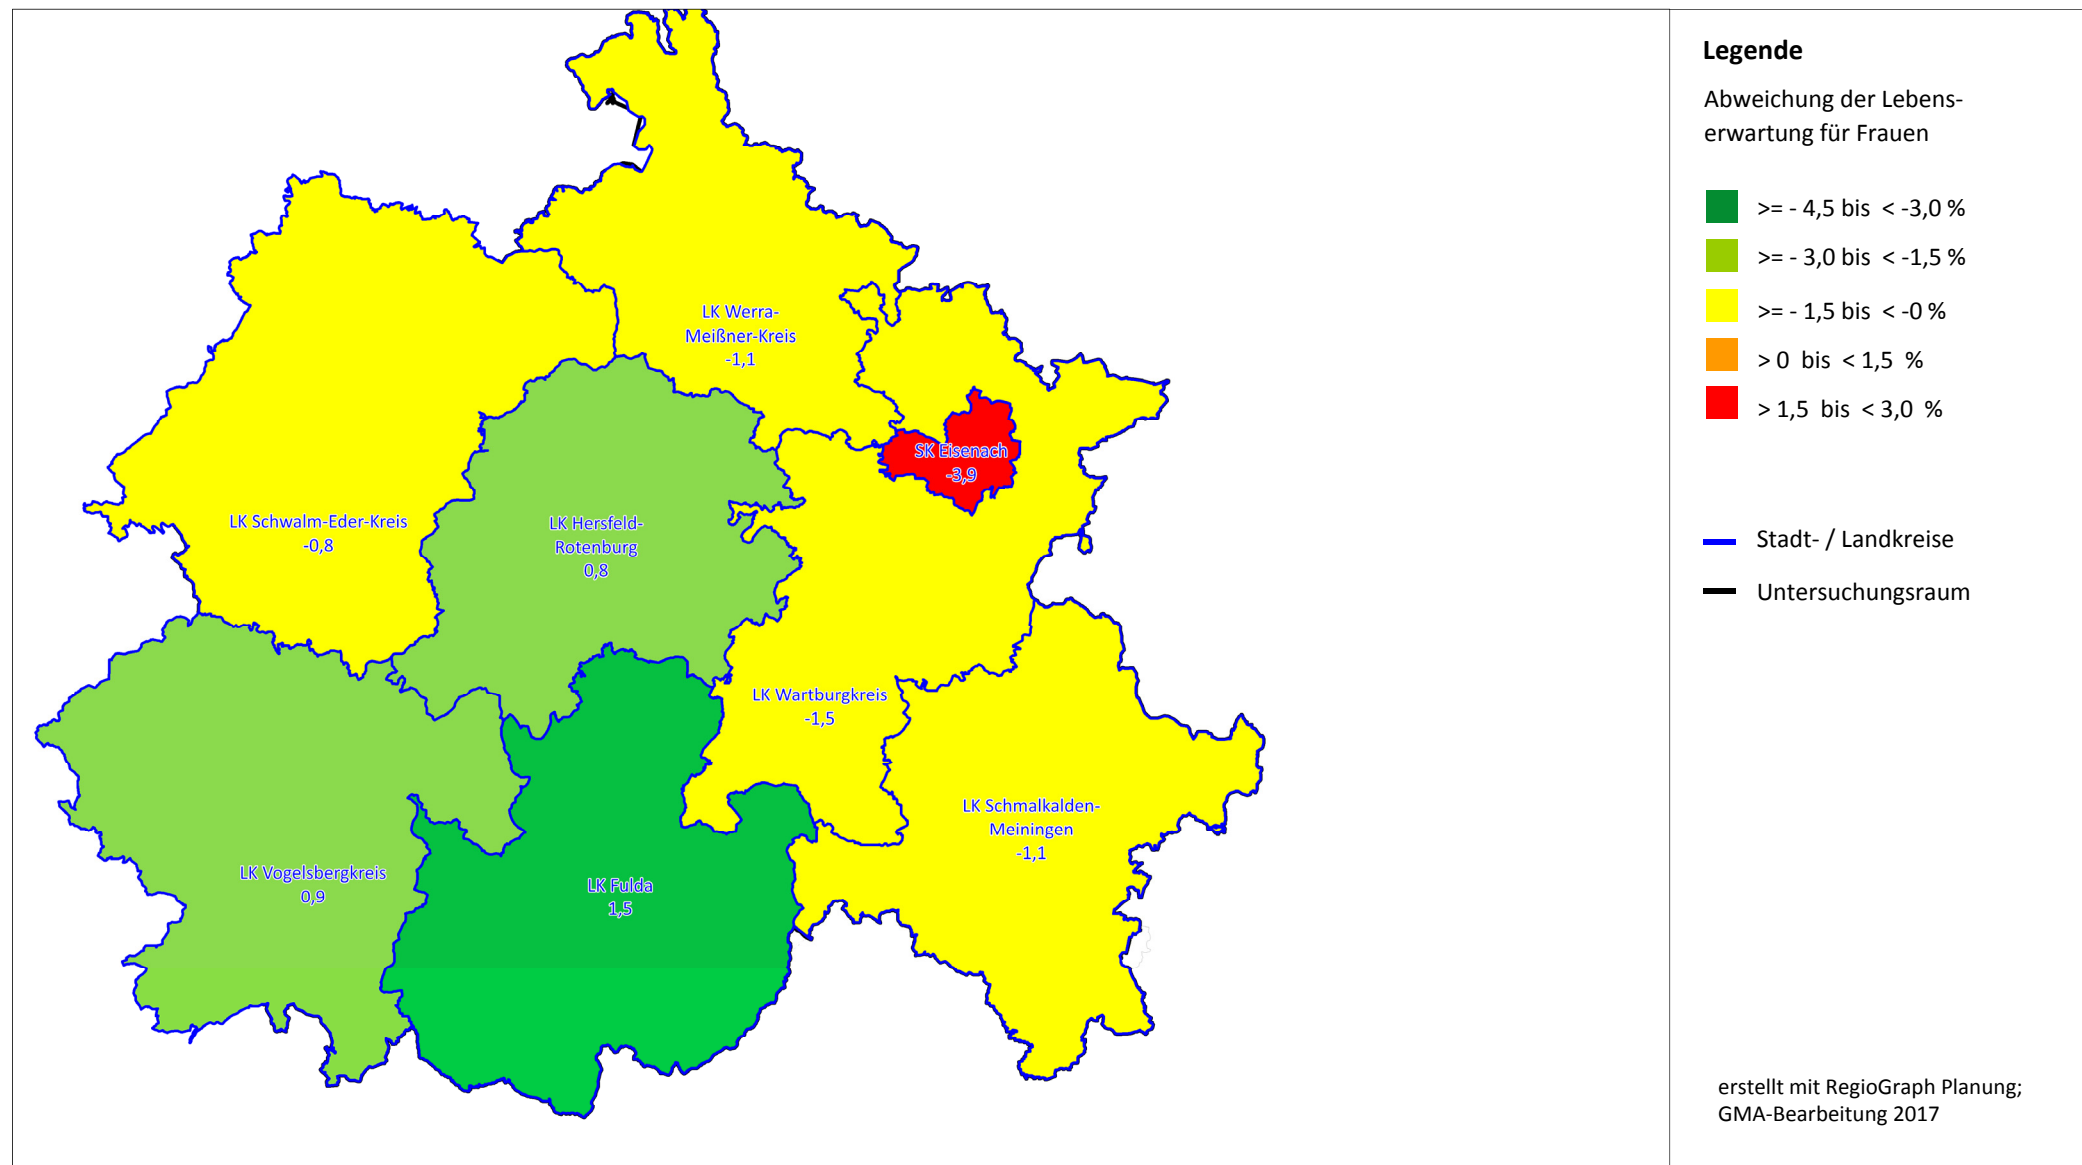 LK Werra-
Meißner-Kreis
-1,1
SK Eisenach
-3,9
LK Schwalm-Eder-Kreis
-0,8
LK Hersfeld-
Rotenburg
0,8
LK Wartburgkreis
-1,5
LK Schmalkalden-
Meiningen
-1,1
LK Vogelsbergkreis
0,9
LK Fulda
1,5
Legende
Abweichung der Lebens-
erwartung für Frauen
>= - 4,5 bis < -3,0 %
>= - 3,0 bis < -1,5 %
>= - 1,5 bis < -0 %
> 0 bis < 1,5 %
> 1,5 bis < 3,0 %
Stadt- / Landkreise
Untersuchungsraum
erstellt mit RegioGraph Planung;
GMA-Bearbeitung 2017